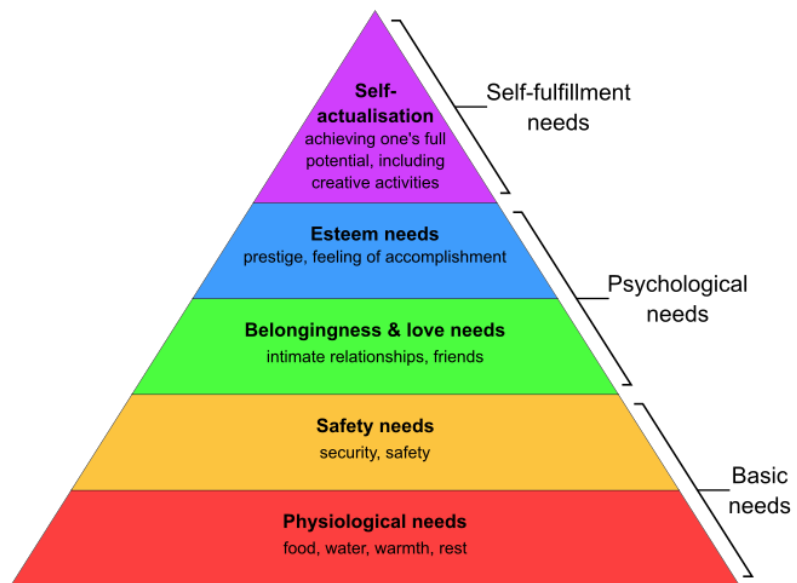 Self-
actualisation
achieving one's full
potential, including
creative activities
Self-fulfillment
needs
Esteem needs
prestige, feeling of accomplishment
Psychological
needs
Belongingness & love needs
intimate relationships, friends
Safety needs
security, safety
Basic
needs
Physiological needs
food, water, warmth, rest